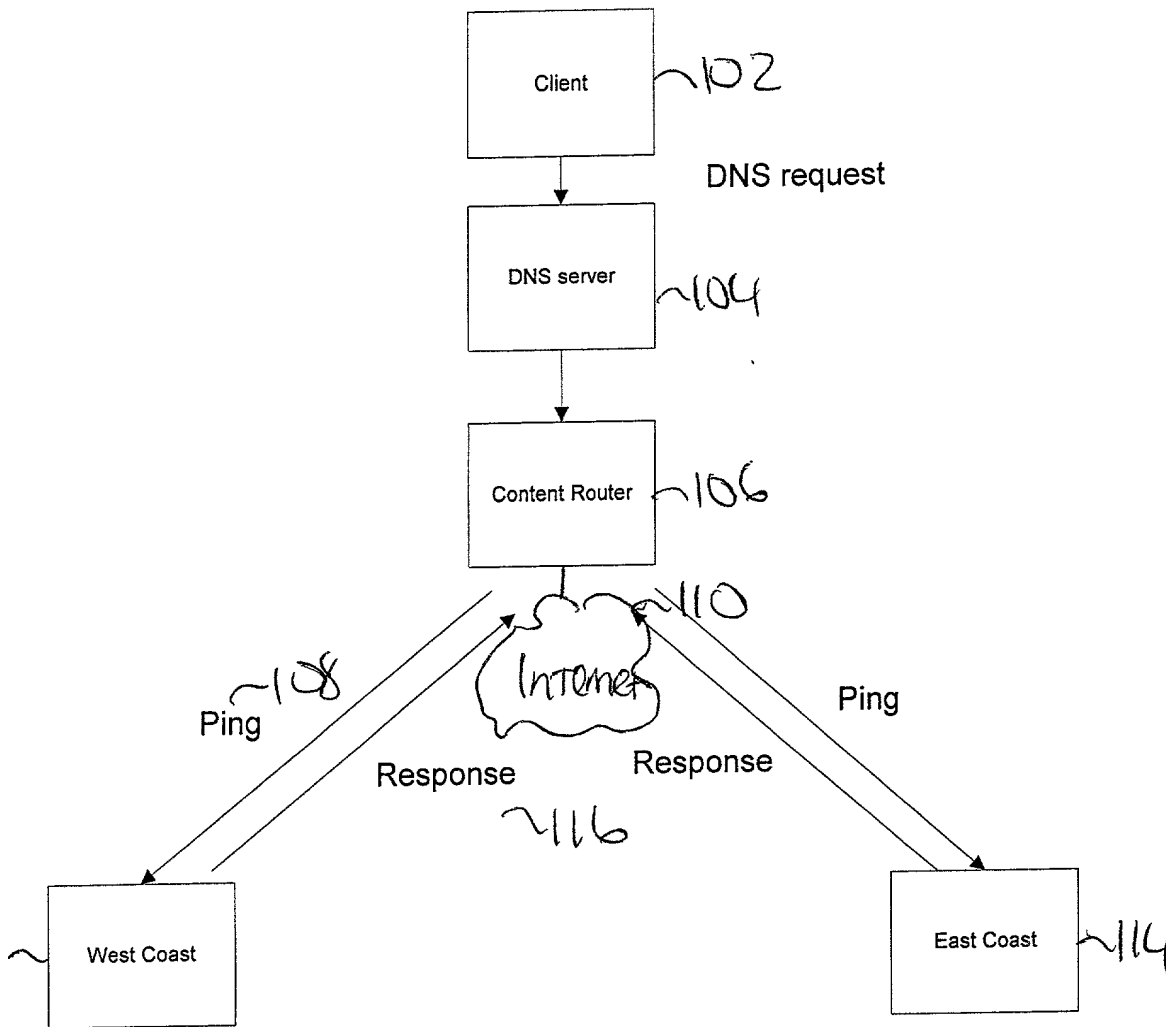 Client
~102
DNS request
DNS server
~104
Content Router
~106
~110
Internet
~108
Ping
Ping
Response
Response
~116
West Coast
East Coast
~114